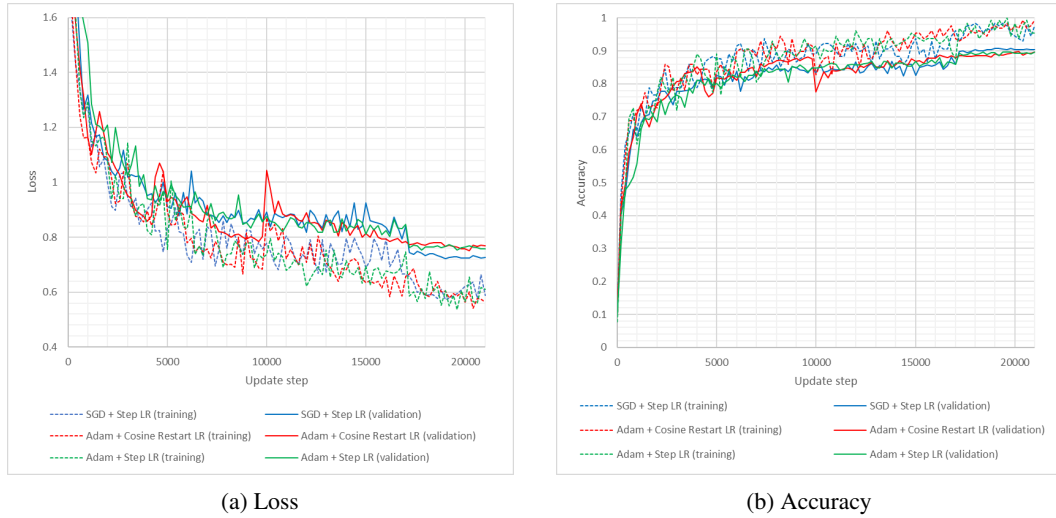 1.6
1.4
1.2
1
0.8
0.6
0.4
Loss
0 5000 10000 15000 20000
Update step
SGD + Step LR (training) SGD + Step LR (validation)
Adam + Cosine Restart LR (training) Adam + Cosine Restart LR (validation)
Adam + Step LR (training) Adam + Step LR (validation)
(a) Loss
1
0.9
0.8
0.7
0.6
0.5
0.4
0.3
0.2
0.1
0
Accuracy
0 5000 10000 15000 20000
Update step
SGD + Step LR (training) SGD + Step LR (validation)
Adam + Cosine Restart LR (training) Adam + Cosine Restart LR (validation)
Adam + Step LR (training) Adam + Step LR (validation)
(b) Accuracy